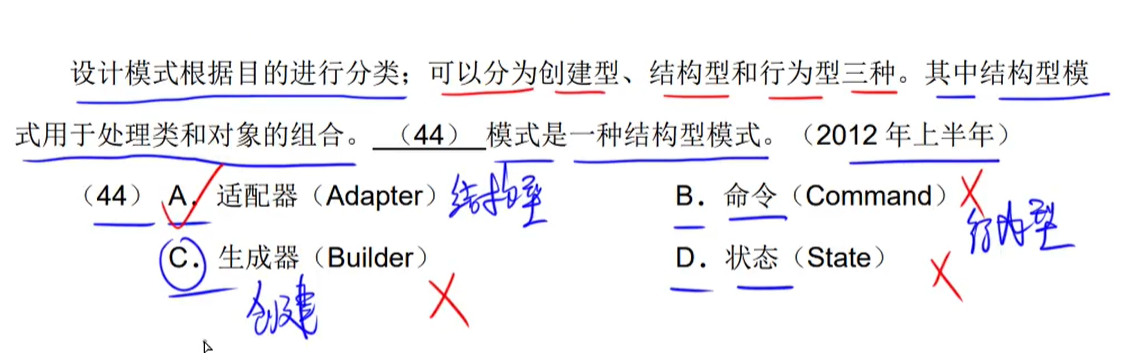 设计模式根据目的进行分类；可以分为创建型、结构型和行为型三种。其中结构型模
式用于处理类和对象的组合。（44）模式是一种结构型模式。（2012 年上半年）
（44） A．适配器（Adapter） 结构型 B．命令（Command）
行为型
C．生成器（Builder） D．状态（State）
创建